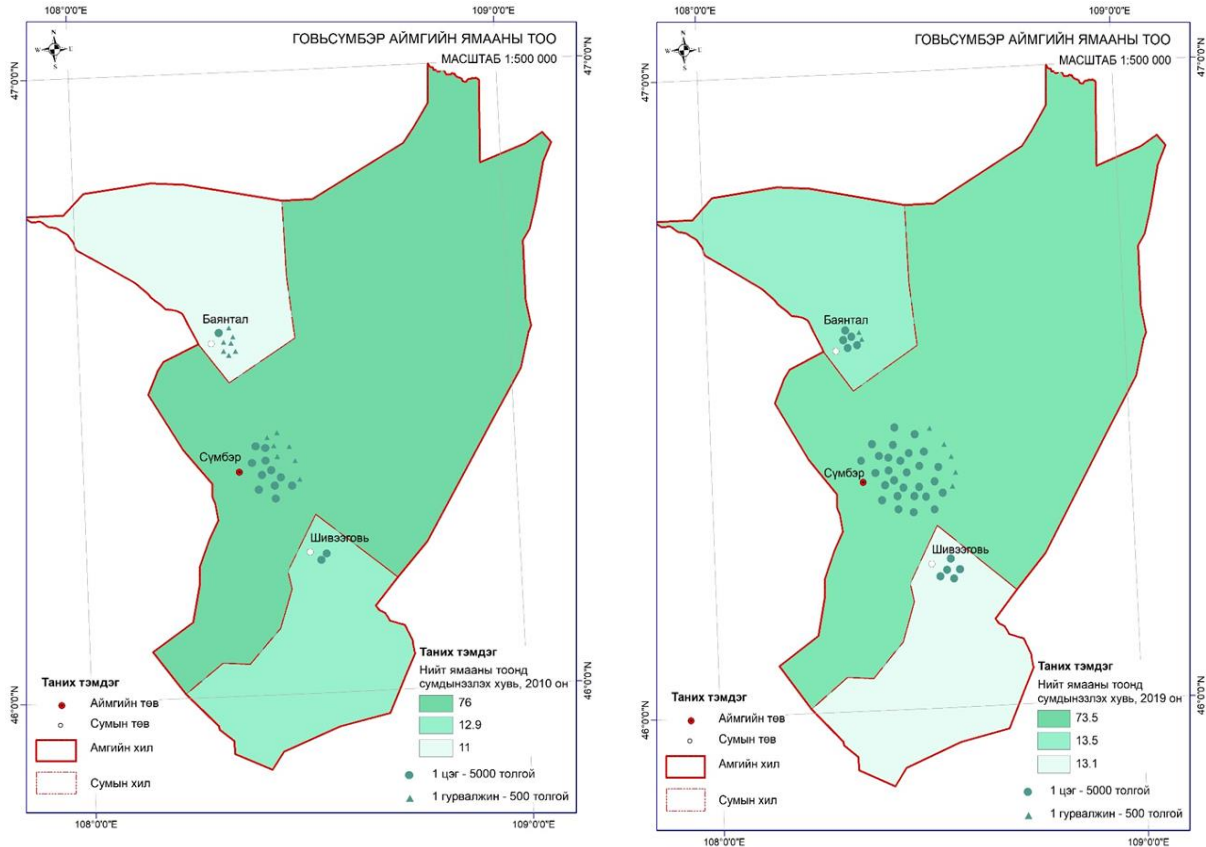 108°0'0"E
109°0'0"E
ГОВЬСҮМБЭР АЙМГИЙН ЯМААНЫ ТОО
МАСШТАБ 1:500 000
N
W E
S
47°0'0"N
47°0'0"N
Баянтал
Сүмбэр
Шивээговь
46°0'0"N
46°0'0"N
Таних тэмдэг
Аймгийн төв
Сумын төв
Амгийн хил
Сумын хил
Таних тэмдэг
Нийт ямааны тоонд
сумдынэзлэх хувь, 2010 он
76
12.9
11
1 цэг - 5000 толгой
1 гурвалжин - 500 толгой
108°0'0"E
109°0'0"E
108°0'0"E
109°0'0"E
ГОВЬСҮМБЭР АЙМГИЙН ЯМААНЫ ТОО
МАСШТАБ 1:500 000
N
W E
S
47°0'0"N
47°0'0"N
Баянтал
Сүмбэр
Шивээговь
46°0'0"N
46°0'0"N
Таних тэмдэг
Аймгийн төв
Сумын төв
Амгийн хил
Сумын хил
Таних тэмдэг
Нийт ямааны тоонд
сумдынэзлэх хувь, 2019 он
73.5
13.5
13.1
1 цэг - 5000 толгой
1 гурвалжин - 500 толгой
108°0'0"E
109°0'0"E